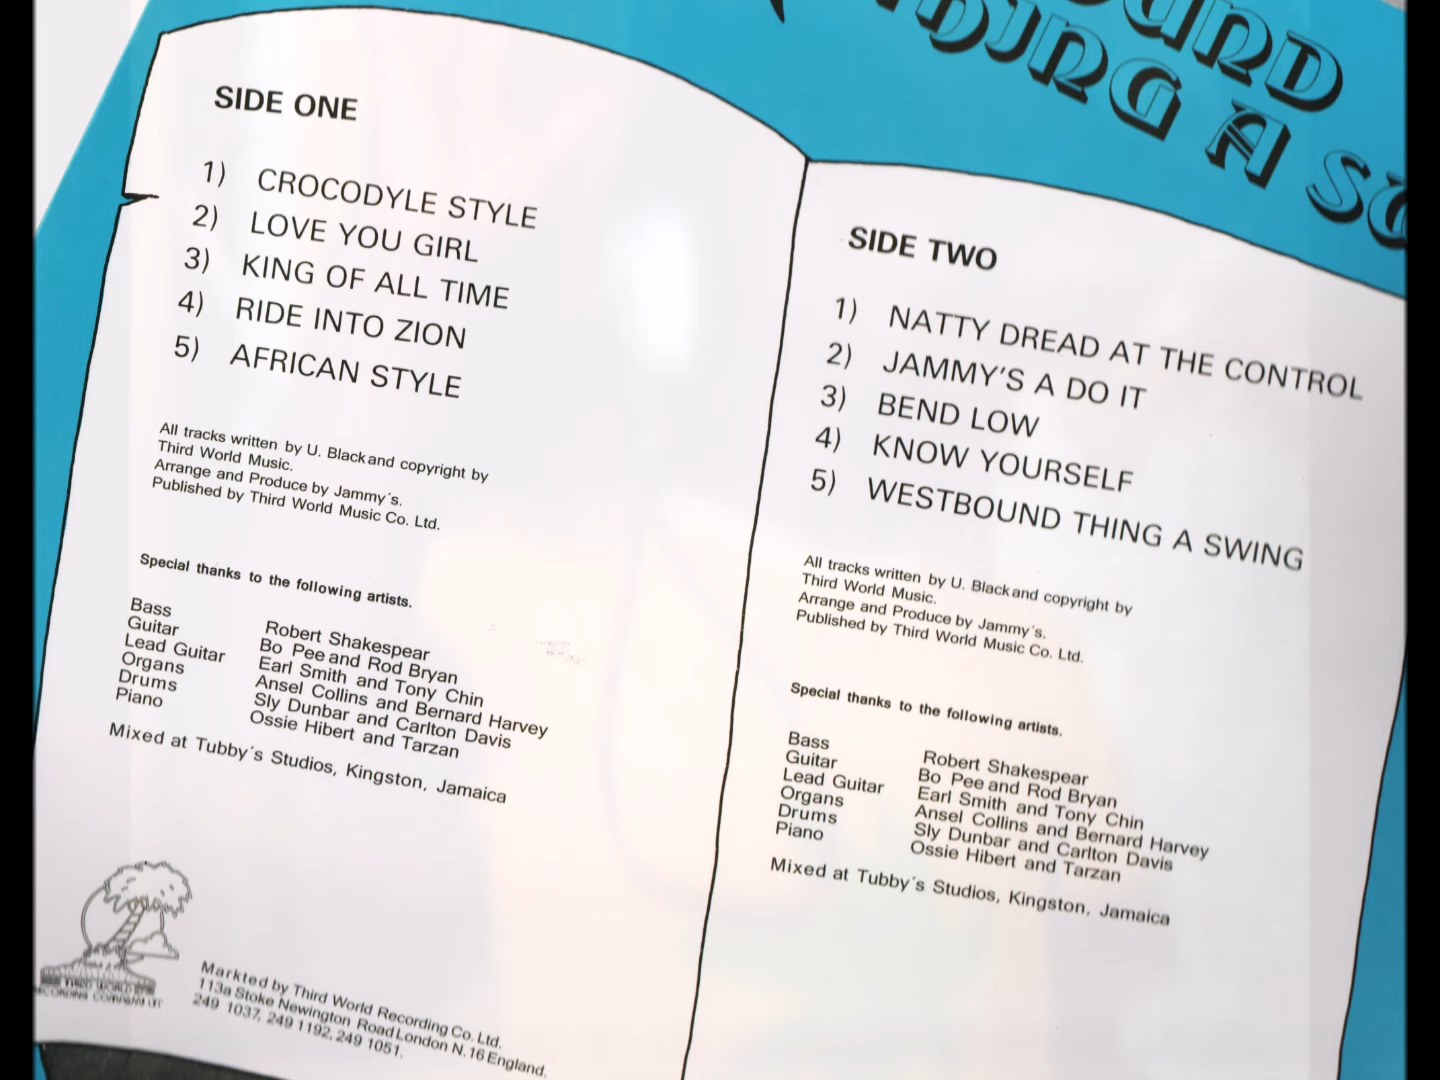 THING A
SIDE ONE
1) CROCODYLE STYLE
2) LOVE YOU GIRL
3) KING OF ALL TIME
4) RIDE INTO ZION
5) AFRICAN STYLE
All tracks written by U. Black and copyright by
Third World Music.
Arrange and Produce by Jammy´s.
Published by Third World Music Co. Ltd.
Special thanks to the following artists.
Bass Robert Shakespear
Guitar Bo Pee and Rod Bryan
Lead Guitar Earl Smith and Tony Chin
Organs Ansel Collins and Bernard Harvey
Drums Sly Dunbar and Carlton Davis
Piano Ossie Hibert and Tarzan
Mixed at Tubby´s Studios, Kingston, Jamaica
THIRD WORLD
RECORDING COMPANY LTD
Markted by Third World Recording Co. Ltd.
113a Stoke Newington Road London N.16 England.
249 1037, 249 1192, 249 1051.
SIDE TWO
1) NATTY DREAD AT THE CONTROL
2) JAMMY'S A DO IT
3) BEND LOW
4) KNOW YOURSELF
5) WESTBOUND THING A SWING
All tracks written by U. Black and copyright by
Third World Music.
Arrange and Produce by Jammy´s.
Published by Third World Music Co. Ltd.
Special thanks to the following artists.
Bass Robert Shakespear
Guitar Bo Pee and Rod Bryan
Lead Guitar Earl Smith and Tony Chin
Organs Ansel Collins and Bernard Harvey
Drums Sly Dunbar and Carlton Davis
Piano Ossie Hibert and Tarzan
Mixed at Tubby´s Studios, Kingston, Jamaica